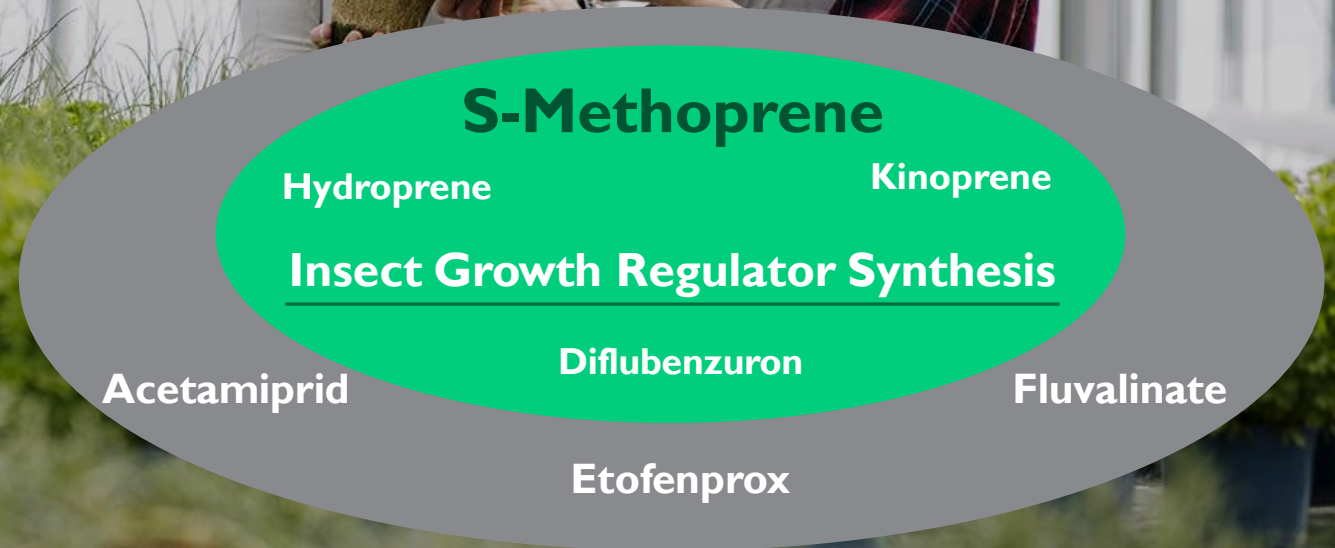 S-Methoprene
Hydroprene
Kinoprene
Insect Growth Regulator Synthesis
Diflubenzuron
Acetamiprid
Fluvalinate
Etofenprox